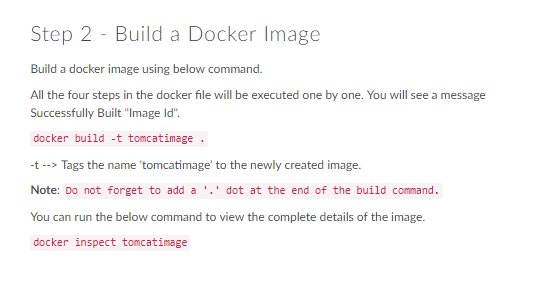 Step 2 - Build a Docker Image
Build a docker image using below command.
All the four steps in the docker file will be executed one by one. You will see a message
Successfully Built "Image Id".
docker build -t tomcatimage .
-t --> Tags the name 'tomcatimage' to the newly created image.
Note: Do not forget to add a '.' dot at the end of the build command.
You can run the below command to view the complete details of the image.
docker inspect tomcatimage